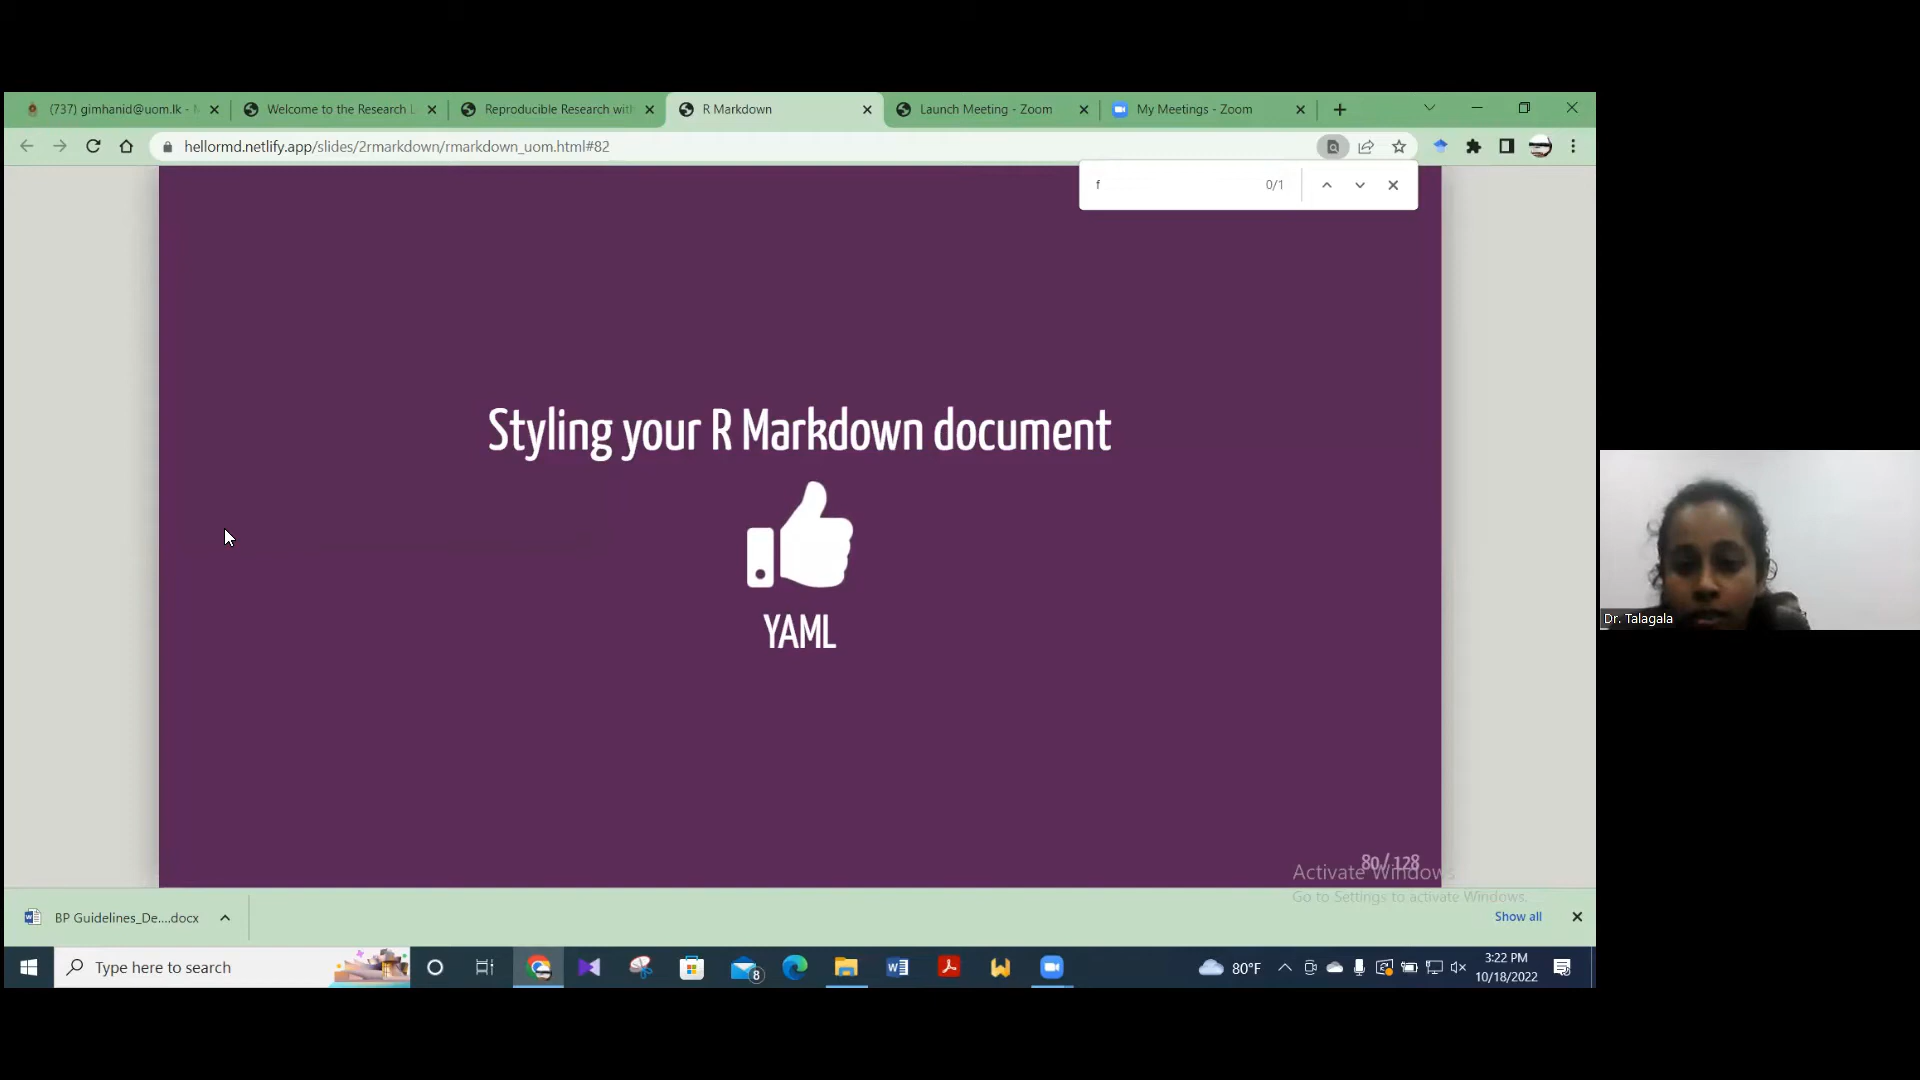 (737) gimhanid@uom.lk -
Welcome to the Research L
Reproducible Research with
R Markdown
Launch Meeting - Zoom
My Meetings - Zoom
hellormd.netlify.app/slides/2rmarkdown/rmarkdown_uom.html#82
f
0/1
Styling your R Markdown document
YAML
80 / 128
Activate Windows
Go to Settings to activate Windows.
Dr. Talagala
BP Guidelines_De....docx
Show all
Type here to search
8
80°F
3:22 PM
10/18/2022